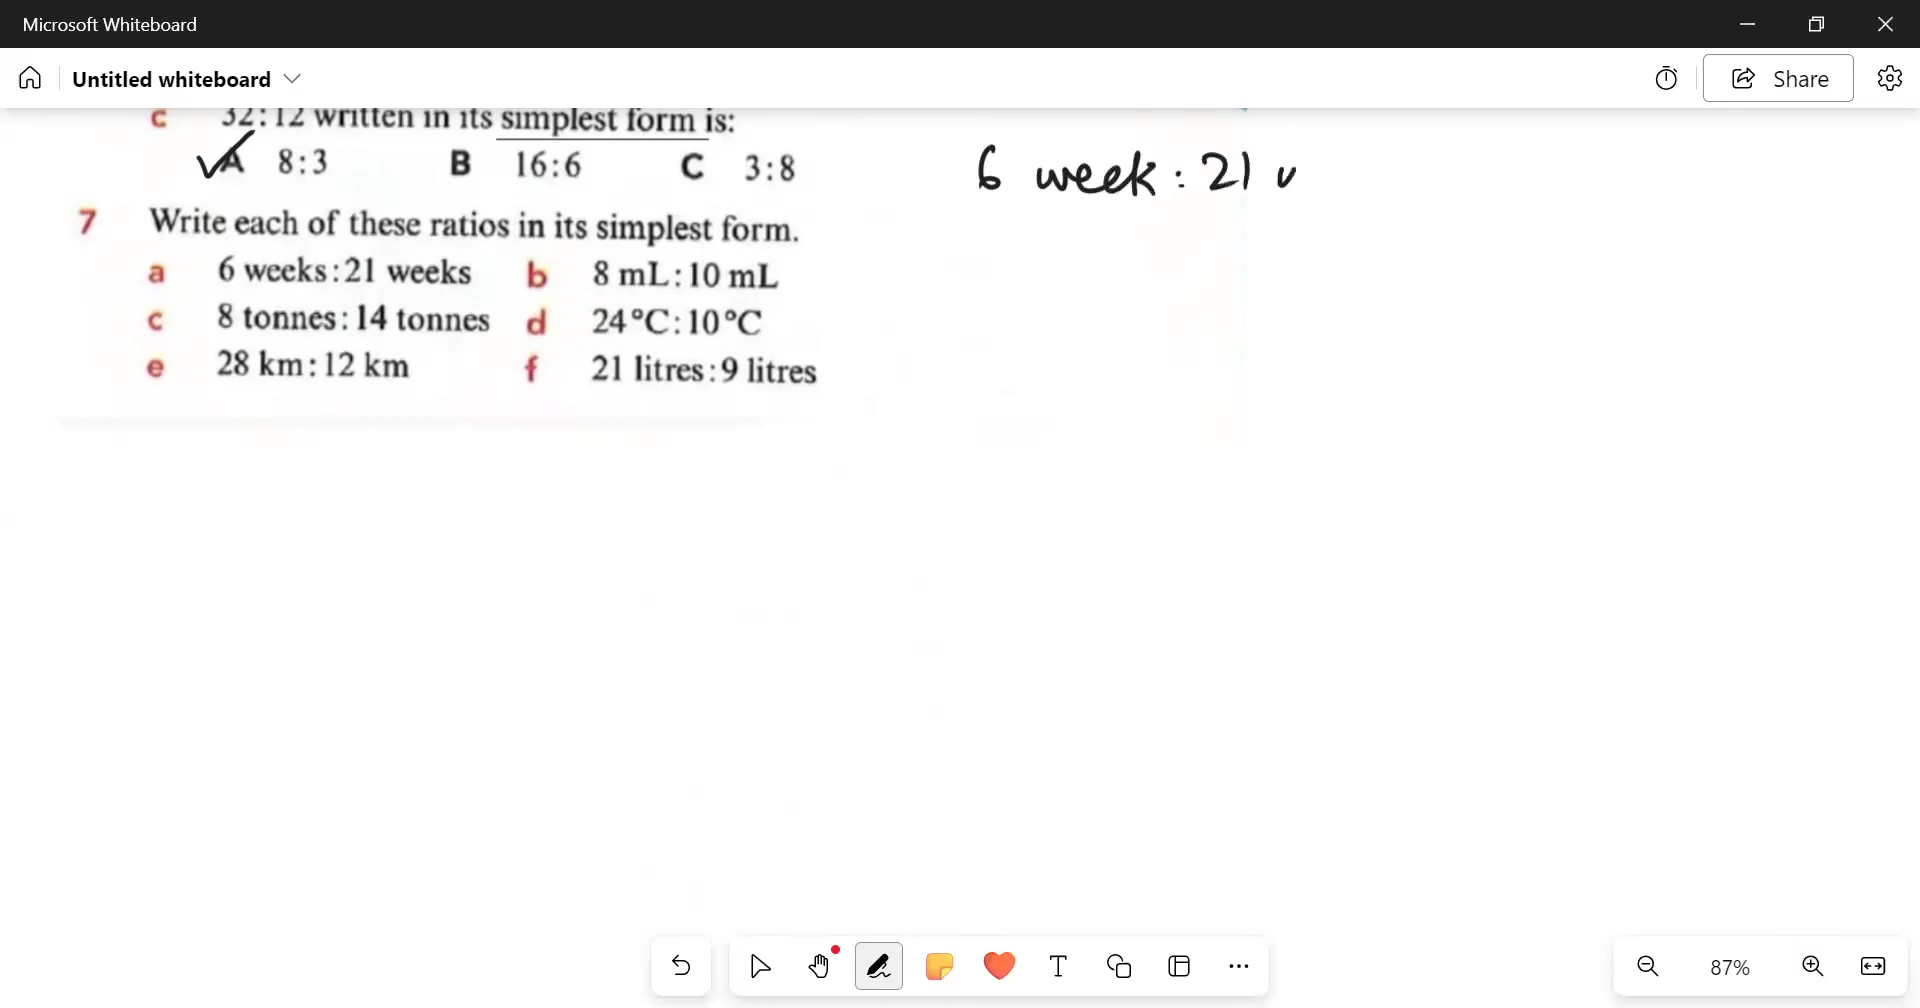 Microsoft Whiteboard
Untitled whiteboard
Share
c 32:12 written in its simplest form is:
A 8:3 B 16:6 C 3:8
6 week : 21
7 Write each of these ratios in its simplest form.
a 6 weeks:21 weeks b 8 mL:10 mL
c 8 tonnes:14 tonnes d 24°C:10°C
e 28 km:12 km f 21 litres:9 litres
T
87%